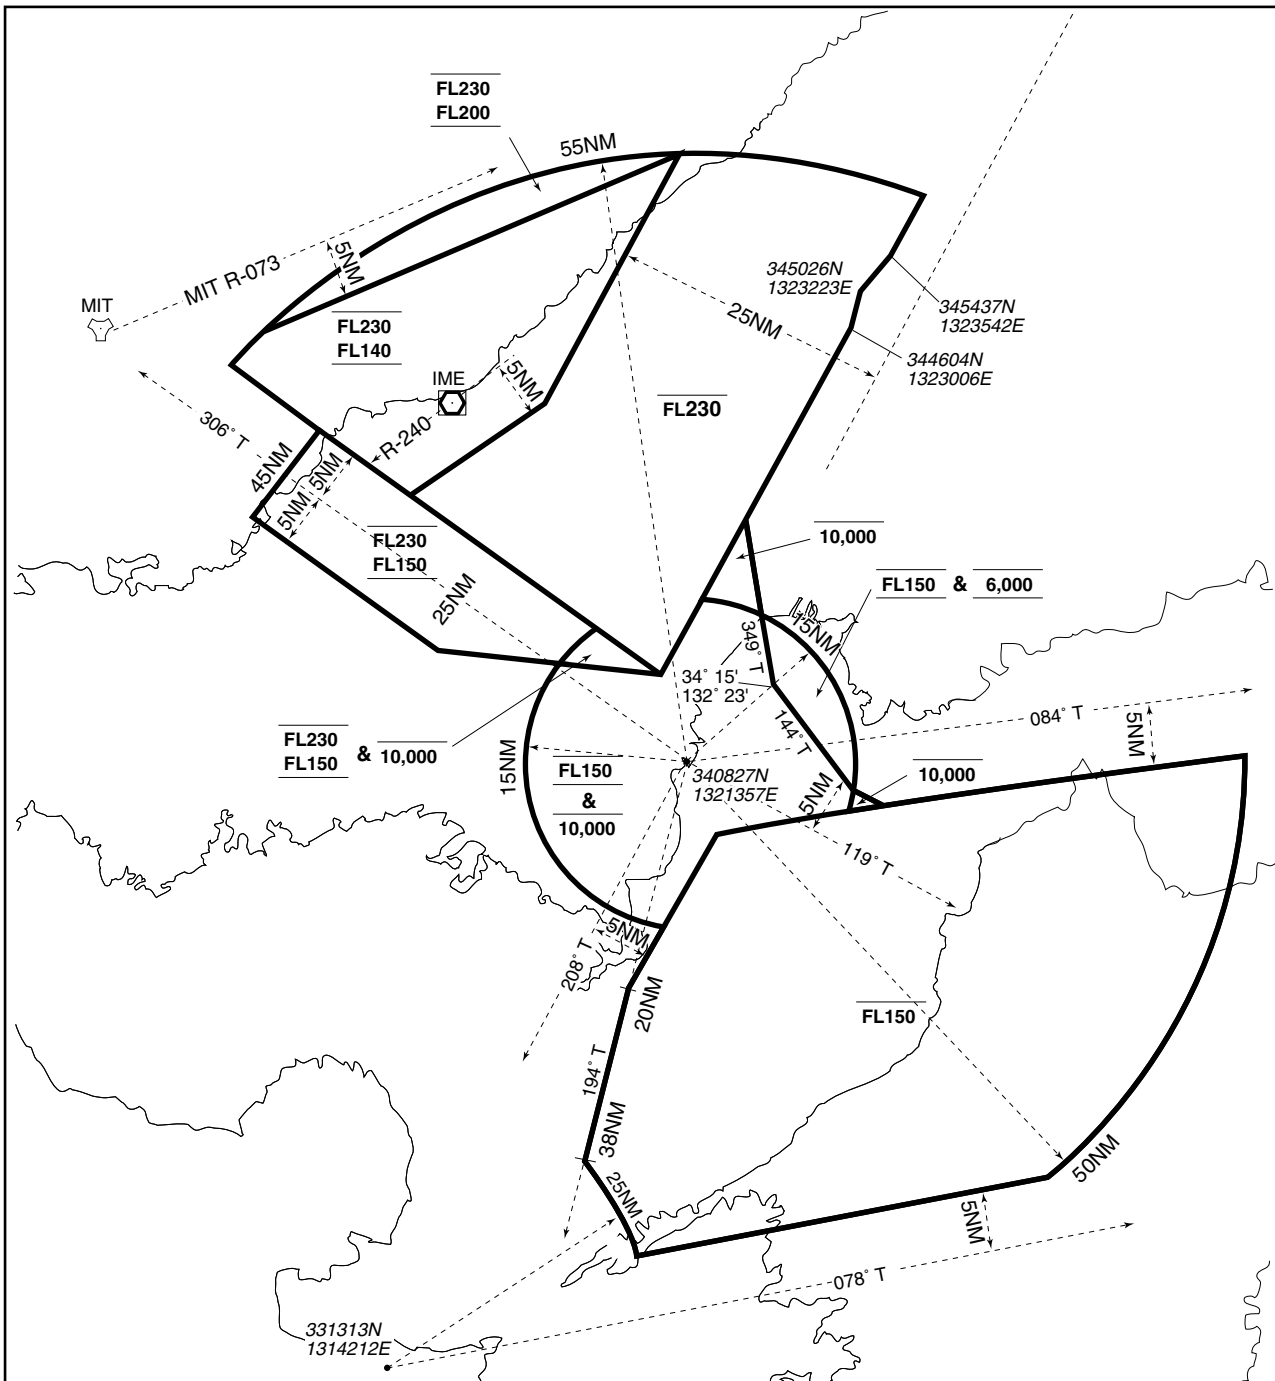 FL230
FL200
55NM
MIT R-073
5NM
MIT
345026N
1323223E
25NM
345437N
1323542E
FL230
FL140
344604N
1323006E
IME
5NM
FL230
306° T
R-240
45NM
5NM
5NM
10,000
FL230
FL150
FL150 & 6,000
25NM
349° T
15NM
34° 15'
132° 23'
144° T
084° T
5NM
FL230
FL150
& 10,000
15NM
FL150
&
10,000
340827N
1321357E
10,000
5NM
119° T
5NM
208° T
20NM
FL150
194° T
38NM
25NM
50NM
5NM
078° T
331313N
1314212E